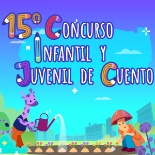 15º Concurso
Infantil y
Juvenil de Cuento